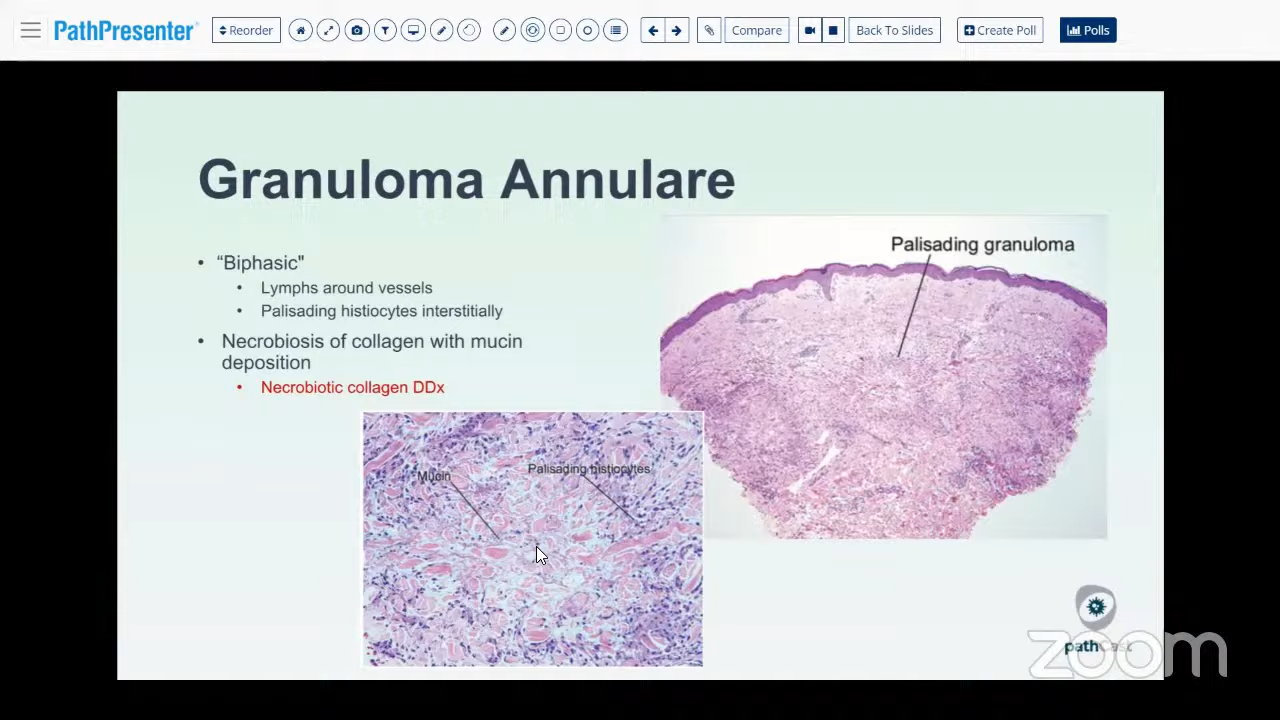 PathPresenter
Reorder
Compare
Back To Slides
Create Poll
Polls
Granuloma Annulare
• “Biphasic"
• Lymphs around vessels
• Palisading histiocytes interstitially
• Necrobiosis of collagen with mucin
deposition
• Necrobiotic collagen DDx
Palisading granuloma
Mucin
Palisading histiocytes
pathCast
zoom